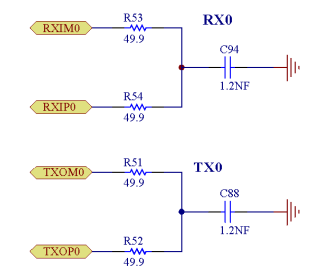 R53
RX0
RXIM0
49.9
C94
R54
1.2NF
RXIP0
49.9
R51
TX0
TXOM0
49.9
C88
R52
1.2NF
TXOP0
49.9